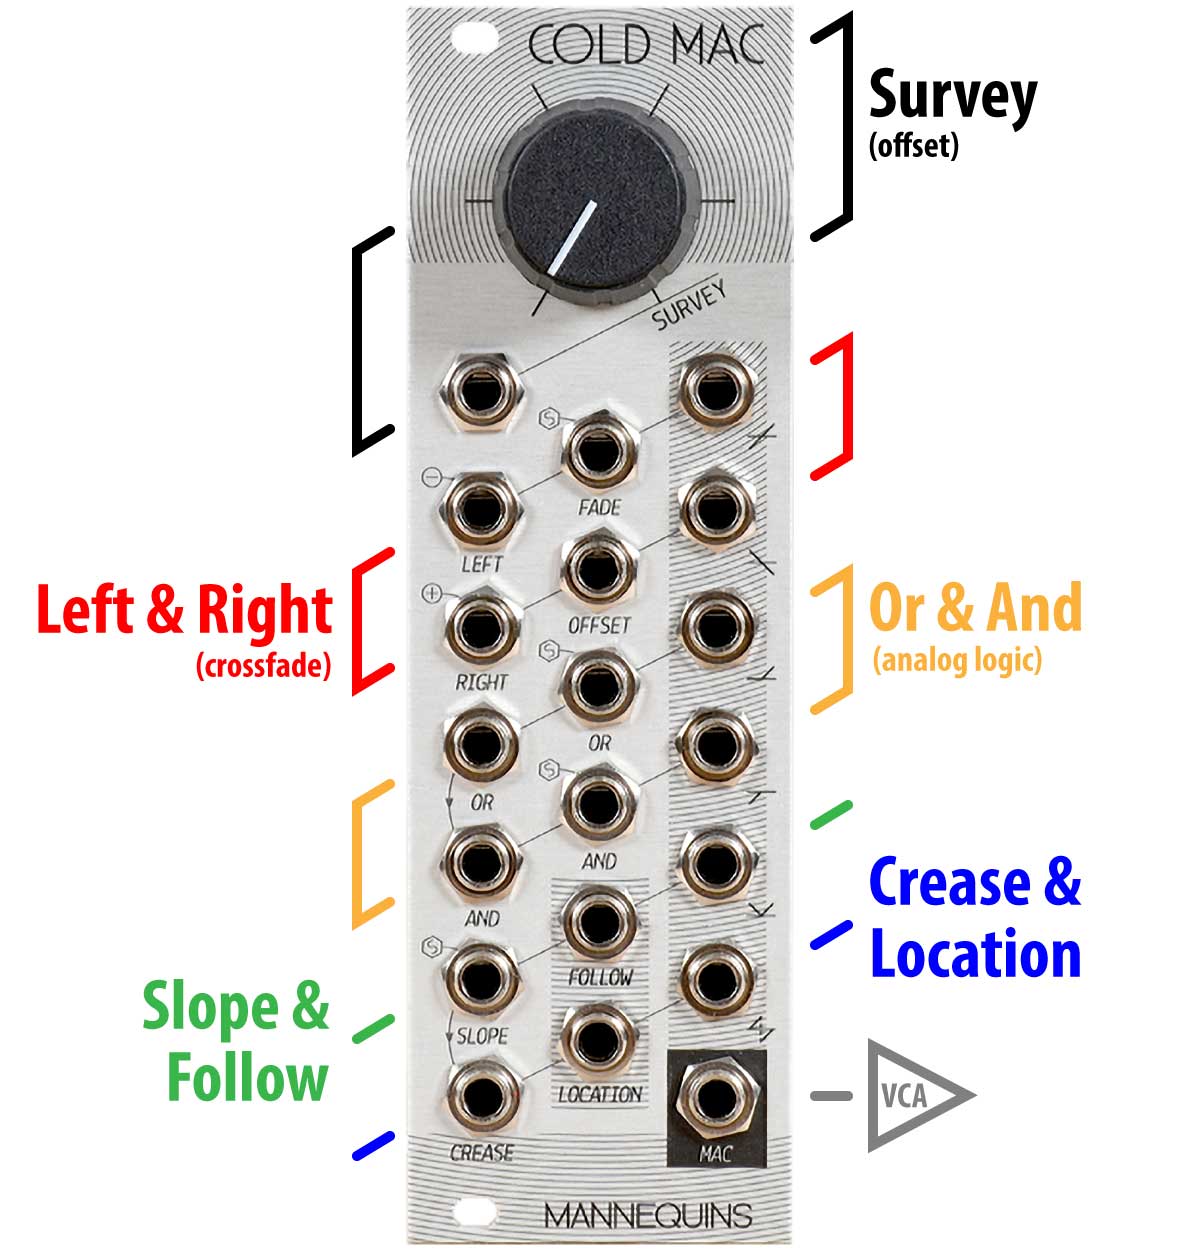 COLD MAC
Survey
(offset)
SURVEY
S
FADE
−
LEFT
+
OFFSET
RIGHT
Left & Right
(crossfade)
Or & And
(analog logic)
S
OR
OR
S
AND
AND
S
FOLLOW
SLOPE
Crease &
Location
Slope &
Follow
LOCATION
VCA
CREASE
MAC
MANNEQUINS